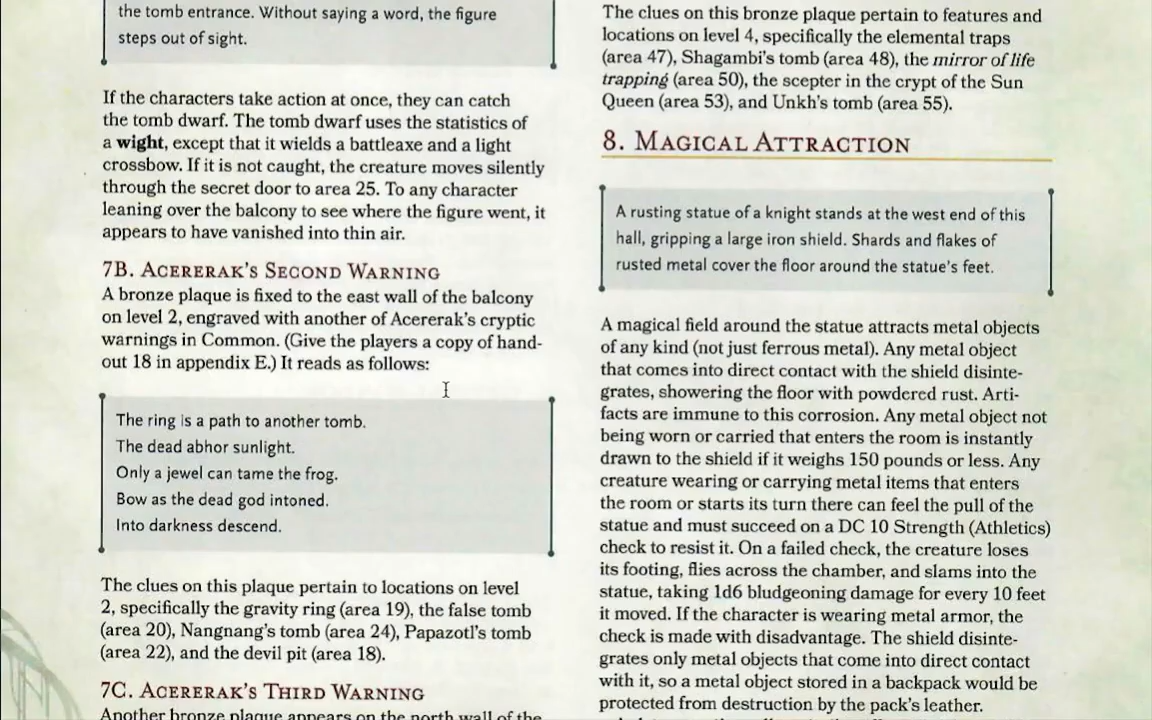 the tomb entrance. Without saying a word, the figure
steps out of sight.
If the characters take action at once, they can catch
the tomb dwarf. The tomb dwarf uses the statistics of
a wight, except that it wields a battleaxe and a light
crossbow. If it is not caught, the creature moves silently
through the secret door to area 25. To any character
leaning over the balcony to see where the figure went, it
appears to have vanished into thin air.
7B. Acererak's Second Warning
A bronze plaque is fixed to the east wall of the balcony
on level 2, engraved with another of Acererak's cryptic
warnings in Common. (Give the players a copy of hand-
out 18 in appendix E.) It reads as follows:
The ring is a path to another tomb.
The dead abhor sunlight.
Only a jewel can tame the frog.
Bow as the dead god intoned.
Into darkness descend.
The clues on this plaque pertain to locations on level
2, specifically the gravity ring (area 19), the false tomb
(area 20), Nangnang's tomb (area 24), Papazotl's tomb
(area 22), and the devil pit (area 18).
7C. Acererak's Third Warning
Another bronze plaque appears on the north wall of the
The clues on this bronze plaque pertain to features and
locations on level 4, specifically the elemental traps
(area 47), Shagambi's tomb (area 48), the mirror of life
trapping (area 50), the scepter in the crypt of the Sun
Queen (area 53), and Unkh's tomb (area 55).
8. Magical Attraction
A rusting statue of a knight stands at the west end of this
hall, gripping a large iron shield. Shards and flakes of
rusted metal cover the floor around the statue's feet.
A magical field around the statue attracts metal objects
of any kind (not just ferrous metal). Any metal object
that comes into direct contact with the shield disinte-
grates, showering the floor with powdered rust. Arti-
facts are immune to this corrosion. Any metal object not
being worn or carried that enters the room is instantly
drawn to the shield if it weighs 150 pounds or less. Any
creature wearing or carrying metal items that enters
the room or starts its turn there can feel the pull of the
statue and must succeed on a DC 10 Strength (Athletics)
check to resist it. On a failed check, the creature loses
its footing, flies across the chamber, and slams into the
statue, taking 1d6 bludgeoning damage for every 10 feet
it moved. If the character is wearing metal armor, the
check is made with disadvantage. The shield disinte-
grates only metal objects that come into direct contact
with it, so a metal object stored in a backpack would be
protected from destruction by the pack's leather.